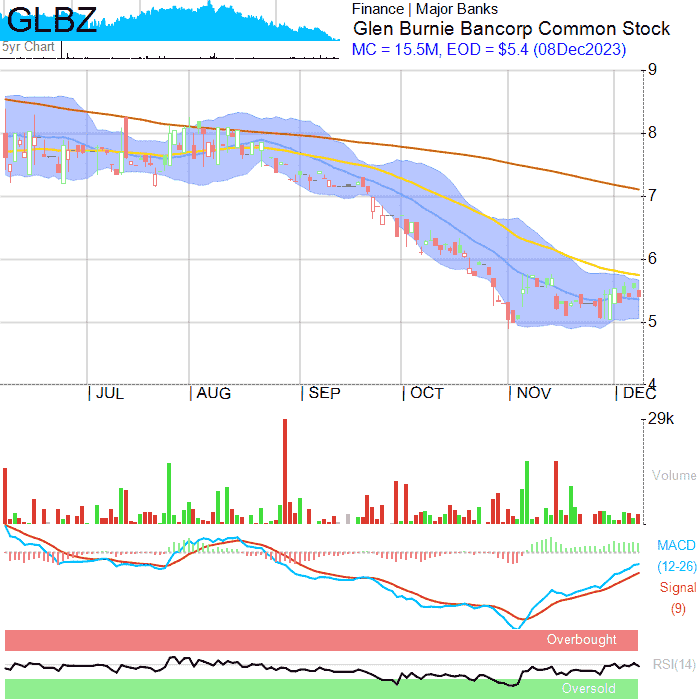 GLBZ
5yr Chart
Finance | Major Banks
Glen Burnie Bancorp Common Stock
MC = 15.5M, EOD = $5.4 (08Dec2023)
9
8
7
6
5
4
JUL
AUG
SEP
OCT
NOV
DEC
29k
Volume
MACD
(12-26)
Signal
(9)
Overbought
RSI(14)
Oversold